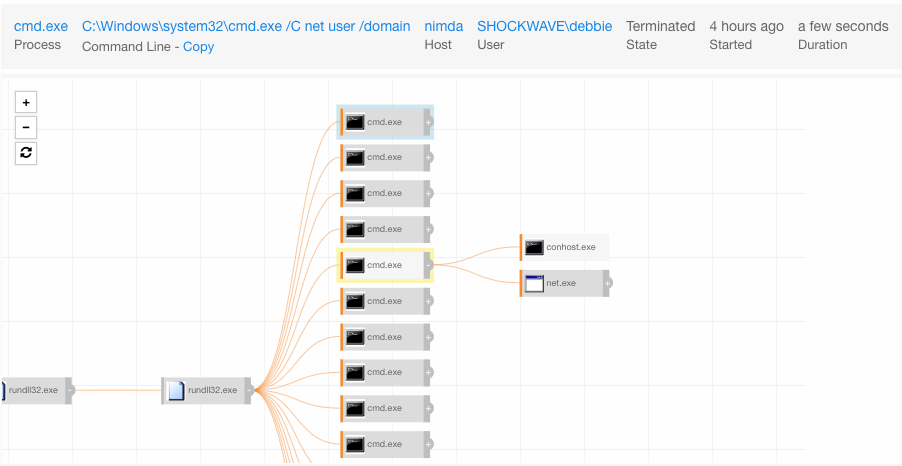 cmd.exe C:\Windows\system32\cmd.exe /C net user /domain nimda SHOCKWAVE\debbie Terminated 4 hours ago a few seconds
Process Command Line - Copy Host User State Started Duration
+
−
cmd.exe
cmd.exe
cmd.exe
cmd.exe
conhost.exe
cmd.exe
net.exe
cmd.exe
cmd.exe
cmd.exe
rundll32.exe rundll32.exe
cmd.exe
cmd.exe